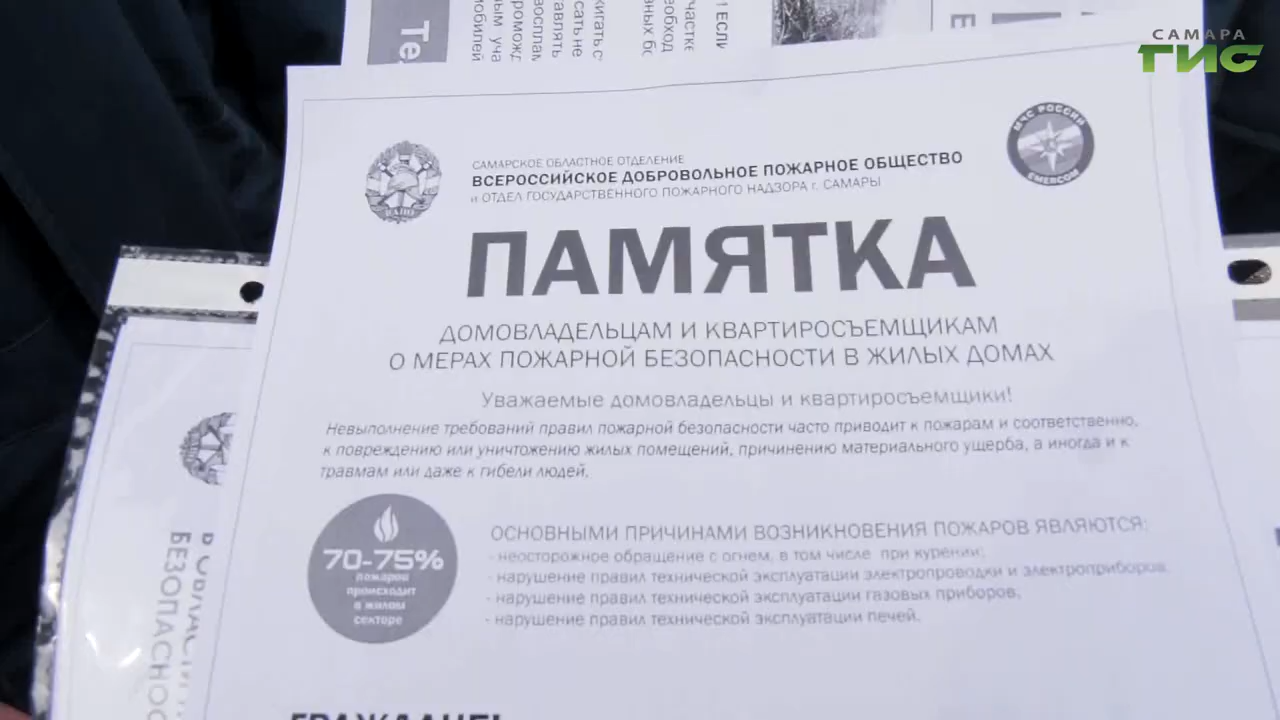 САМАРА
ГИС
Те
ЕСЛИ
МЧС РОССИИ
EMERCOM
САМАРСКОЕ ОБЛАСТНОЕ ОТДЕЛЕНИЕ
ВСЕРОССИЙСКОЕ ДОБРОВОЛЬНОЕ ПОЖАРНОЕ ОБЩЕСТВО
и ОТДЕЛ ГОСУДАРСТВЕННОГО ПОЖАРНОГО НАДЗОРА г. САМАРЫ
ВДПО
ПАМЯТКА
ДОМОВЛАДЕЛЬЦАМ И КВАРТИРОСЪЕМЩИКАМ
О МЕРАХ ПОЖАРНОЙ БЕЗОПАСНОСТИ В ЖИЛЫХ ДОМАХ
Уважаемые домовладельцы и квартиросъемщики!
Невыполнение требований правил пожарной безопасности часто приводит к пожарам и соответственно,
к повреждению или уничтожению жилых помещений, причинению материального ущерба, а иногда и к
травмам или даже к гибели людей.
70-75%
пожаров
происходит
в жилом
секторе
ОСНОВНЫМИ ПРИЧИНАМИ ВОЗНИКНОВЕНИЯ ПОЖАРОВ ЯВЛЯЮТСЯ:
- неосторожное обращение с огнем, в том числе при курении;
- нарушение правил технической эксплуатации электропроводки и электроприборов;
- нарушение правил технической эксплуатации газовых приборов;
- нарушение правил технической эксплуатации печей.
ГРАЖДАНЕ!